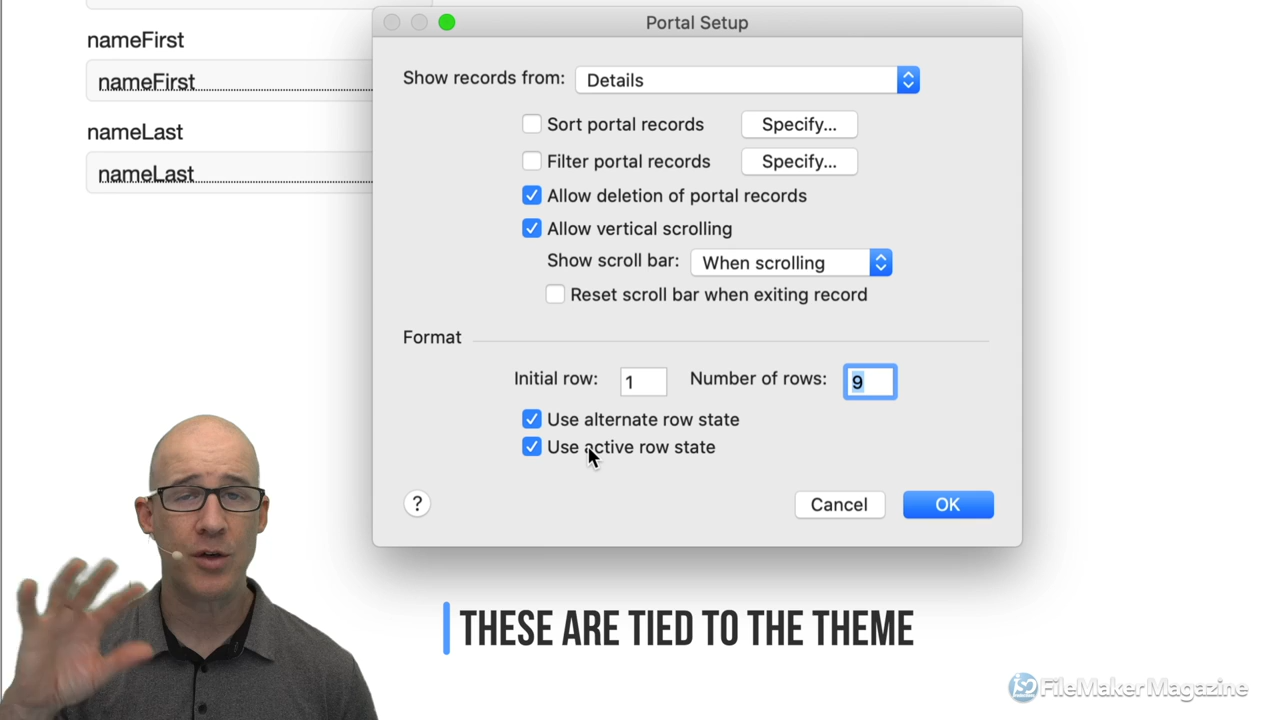 nameFirst
nameFirst
nameLast
nameLast
Portal Setup
Show records from: Details
Sort portal records Specify...
Filter portal records Specify...
Allow deletion of portal records
Allow vertical scrolling
Show scroll bar: When scrolling
Reset scroll bar when exiting record
Format
Initial row: 1 Number of rows: 9
Use alternate row state
Use active row state
? Cancel OK
THESE ARE TIED TO THE THEME
FileMaker Magazine